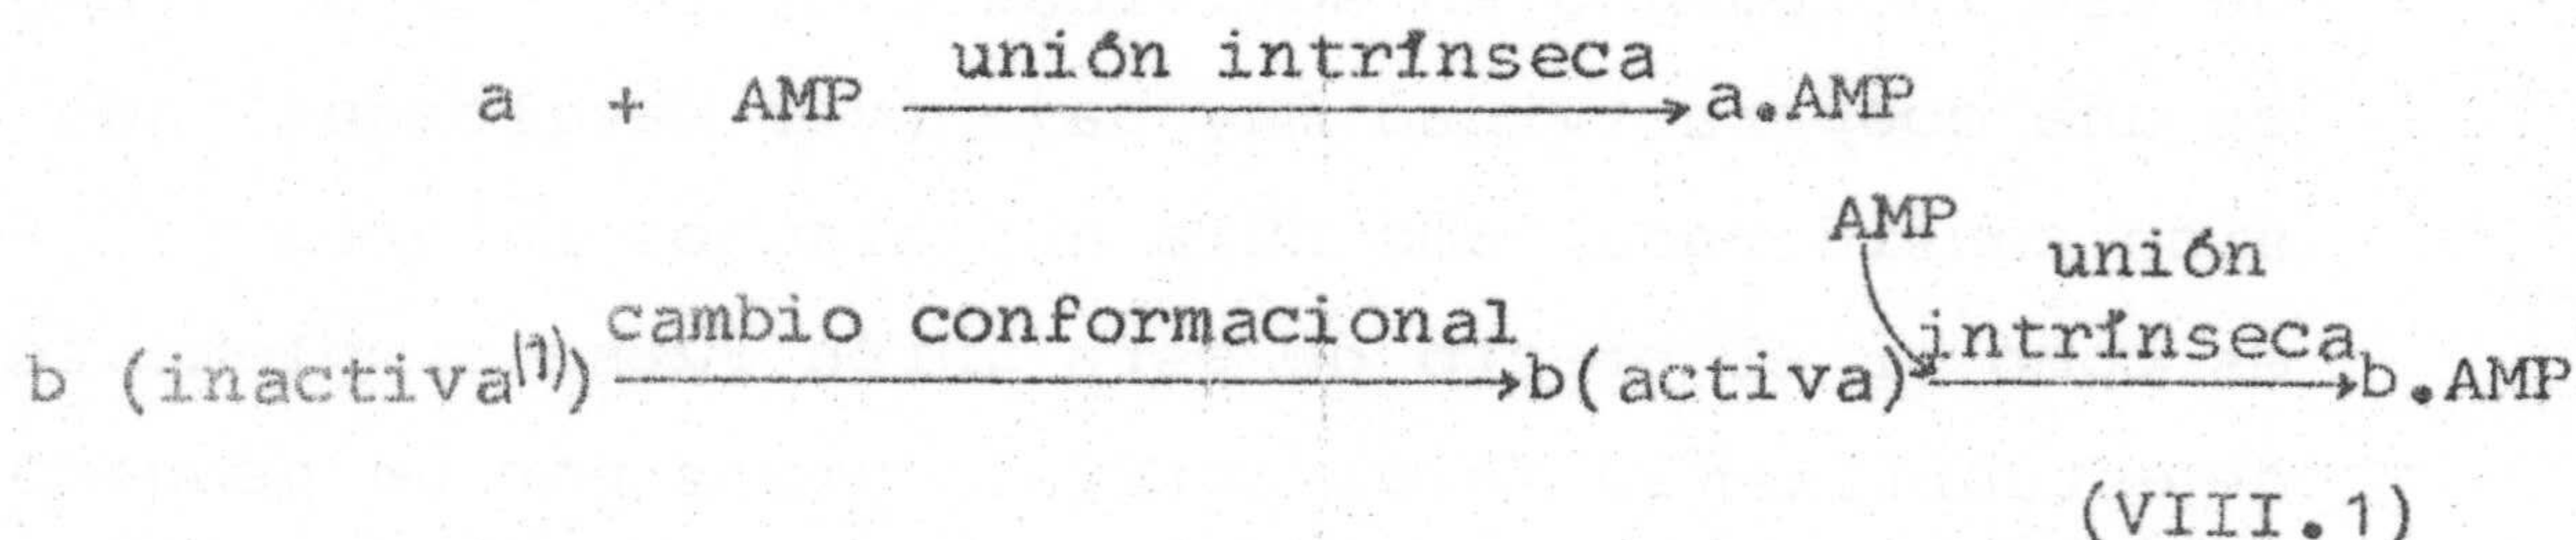 unión intrínseca
a + AMP → a.AMP
AMP
unión
cambio conformacional intrínseca
b (inactiva(1)) → b(activa) → b.AMP
(VIII.1)